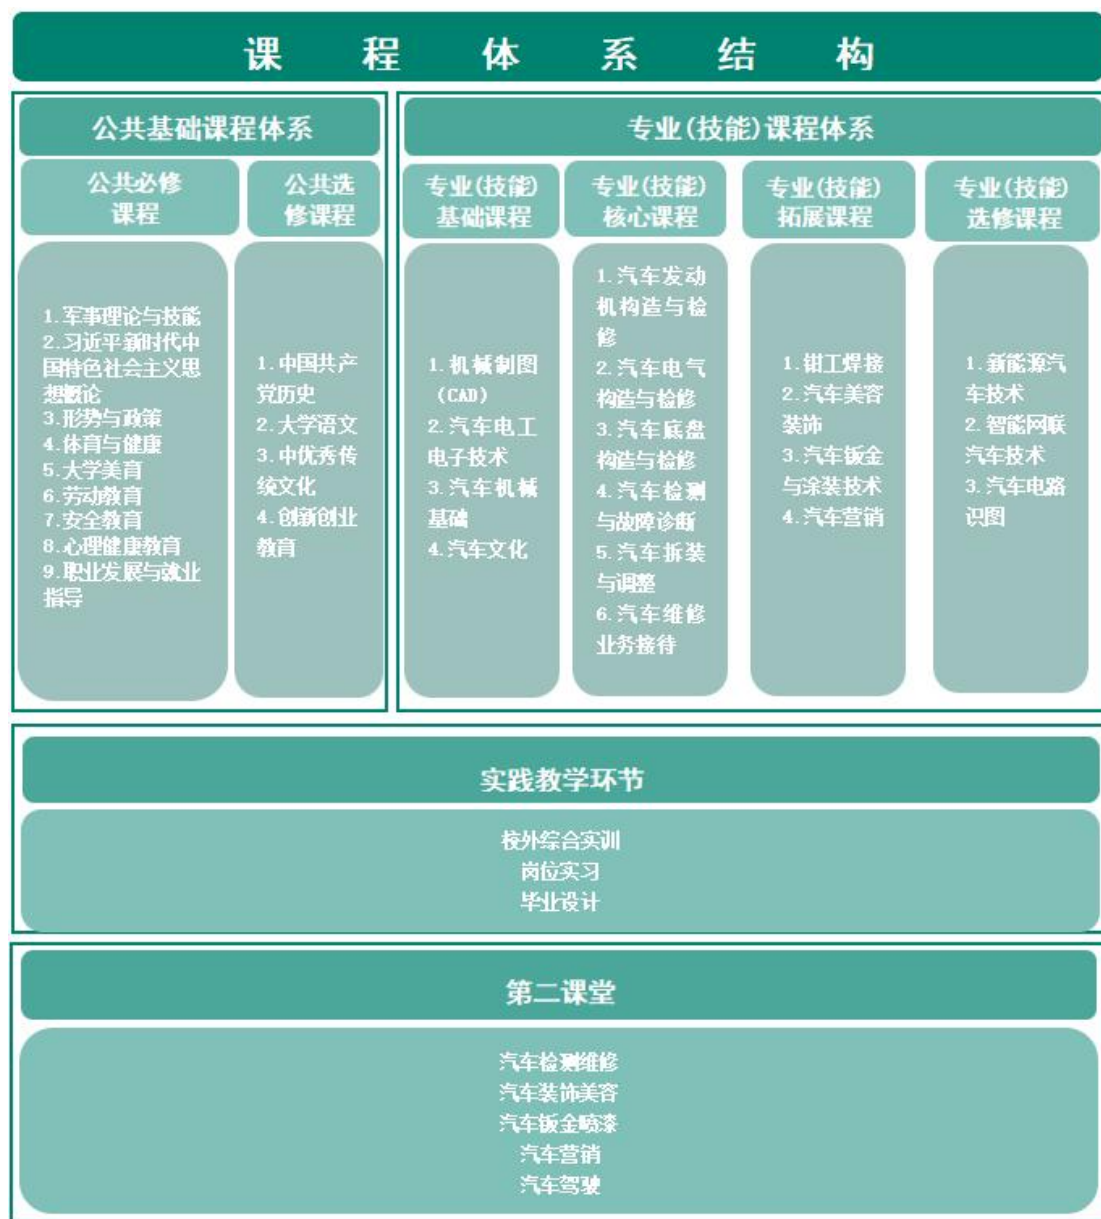 课程体系结构
公共基础课程体系
公共必修
课程
1.军事理论与技能
2.习近平新时代中
国特色社会主义思
想概论
3.形势与政策
4.体育与健康
5.大学美育
6.劳动教育
7.安全教育
8.心理健康教育
9.职业发展与就业
指导
公共选
修课程
1.中国共产
党历史
2.大学语文
3.中优秀传
统文化
4.创新创业
教育
专业(技能)课程体系
专业(技能)
基础课程
1.机械制图
(CAD)
2.汽车电工
电子技术
3.汽车机械
基础
4.汽车文化
专业(技能)
核心课程
1.汽车发动
机构造与检
修
2.汽车电气
构造与检修
3.汽车底盘
构造与检修
4.汽车检测
与故障诊断
5.汽车拆装
与调整
6.汽车维修
业务接待
专业(技能)
拓展课程
1.钳工焊接
2.汽车美容
装饰
3.汽车钣金
与涂装技术
4.汽车营销
专业(技能)
选修课程
1.新能源汽
车技术
2.智能网联
汽车技术
3.汽车电路
识图
实践教学环节
校外综合实训
岗位实习
毕业设计
第二课堂
汽车检测维修
汽车装饰美容
汽车钣金喷漆
汽车营销
汽车驾驶